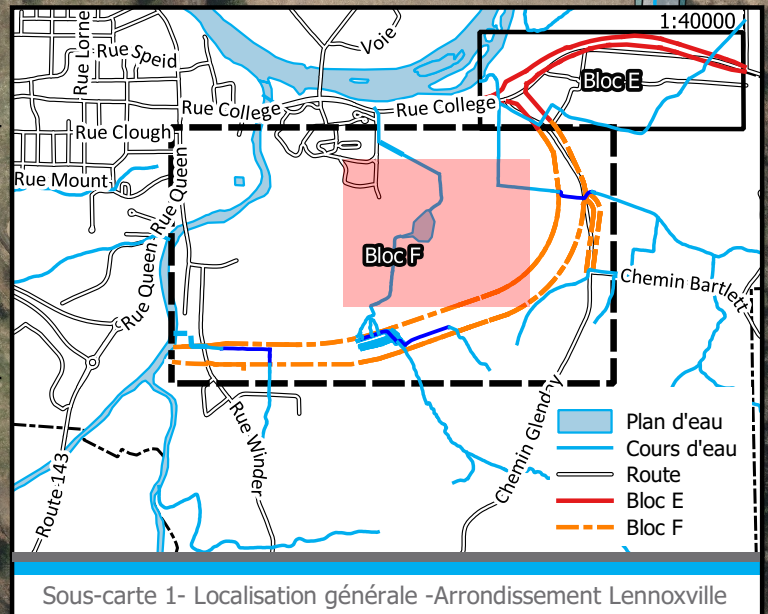 1:40000
Voie
Rue Lorne
Rue Speid
Bloc E
Rue College
Rue College
Rue Clough
Rue Mount
Rue Queen
Rue Queen
Bloc F
Chemin Bartlett
Rue Winder
Chemin Glenday
Route 143
Plan d'eau
Cours d'eau
Route
Bloc E
Bloc F
Sous-carte 1- Localisation générale -Arrondissement Lennoxville